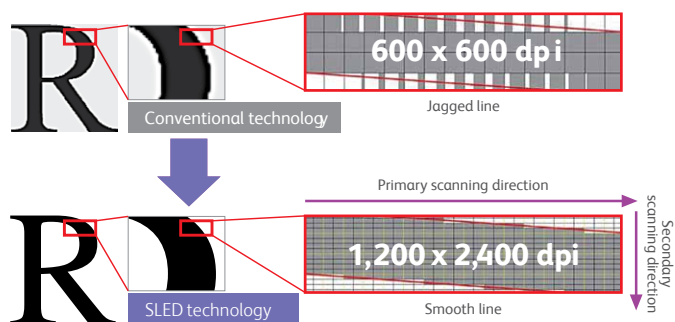 R
600 x 600 dpi
Conventional technology
Jagged line
Primary scanning direction
Secondary
scanning direction
R
1,200 x 2,400 dpi
SLED technology
Smooth line